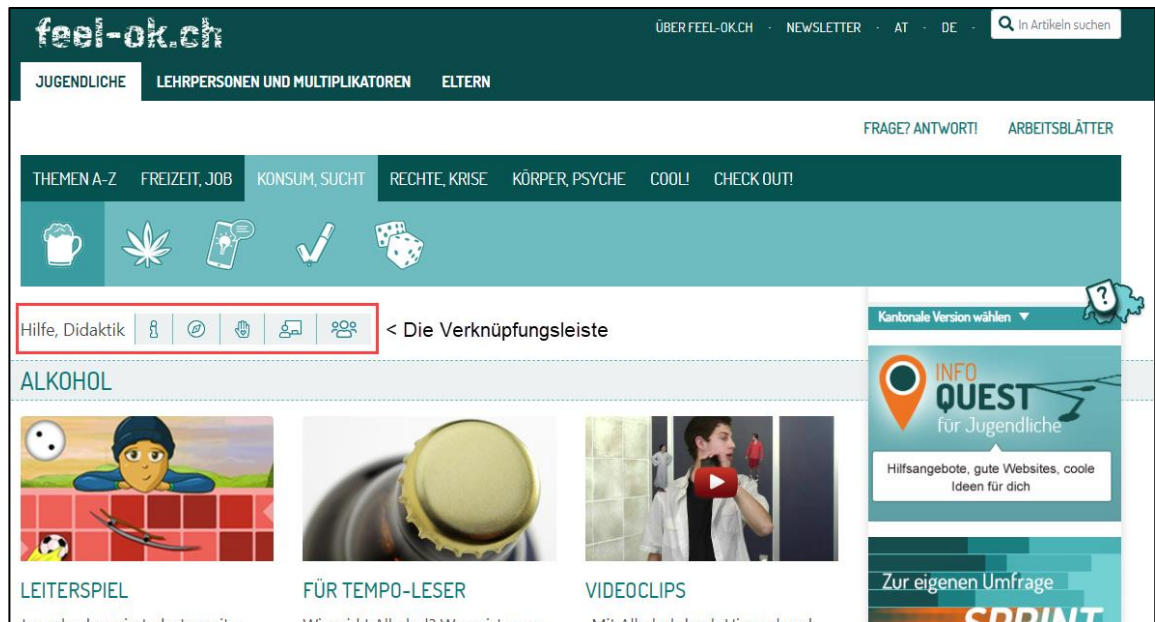 feel-ok.ch
ÜBER FEEL-OK.CH · NEWSLETTER · AT · DE ·
In Artikeln suchen
JUGENDLICHE LEHRPERSONEN UND MULTIPLIKATOREN ELTERN
FRAGE? ANTWORT! ARBEITSBLÄTTER
THEMEN A-Z FREIZEIT, JOB KONSUM, SUCHT RECHTE, KRISE KÖRPER, PSYCHE COOL! CHECK OUT!
Hilfe, Didaktik
< Die Verknüpfungsleiste
?
Kantonale Version wählen ▼
ALKOHOL
INFO
QUEST
für Jugendliche
Hilfsangebote, gute Websites, coole
Ideen für dich
LEITERSPIEL
FÜR TEMPO-LESER
VIDEOCLIPS
Zur eigenen Umfrage
SPRINT